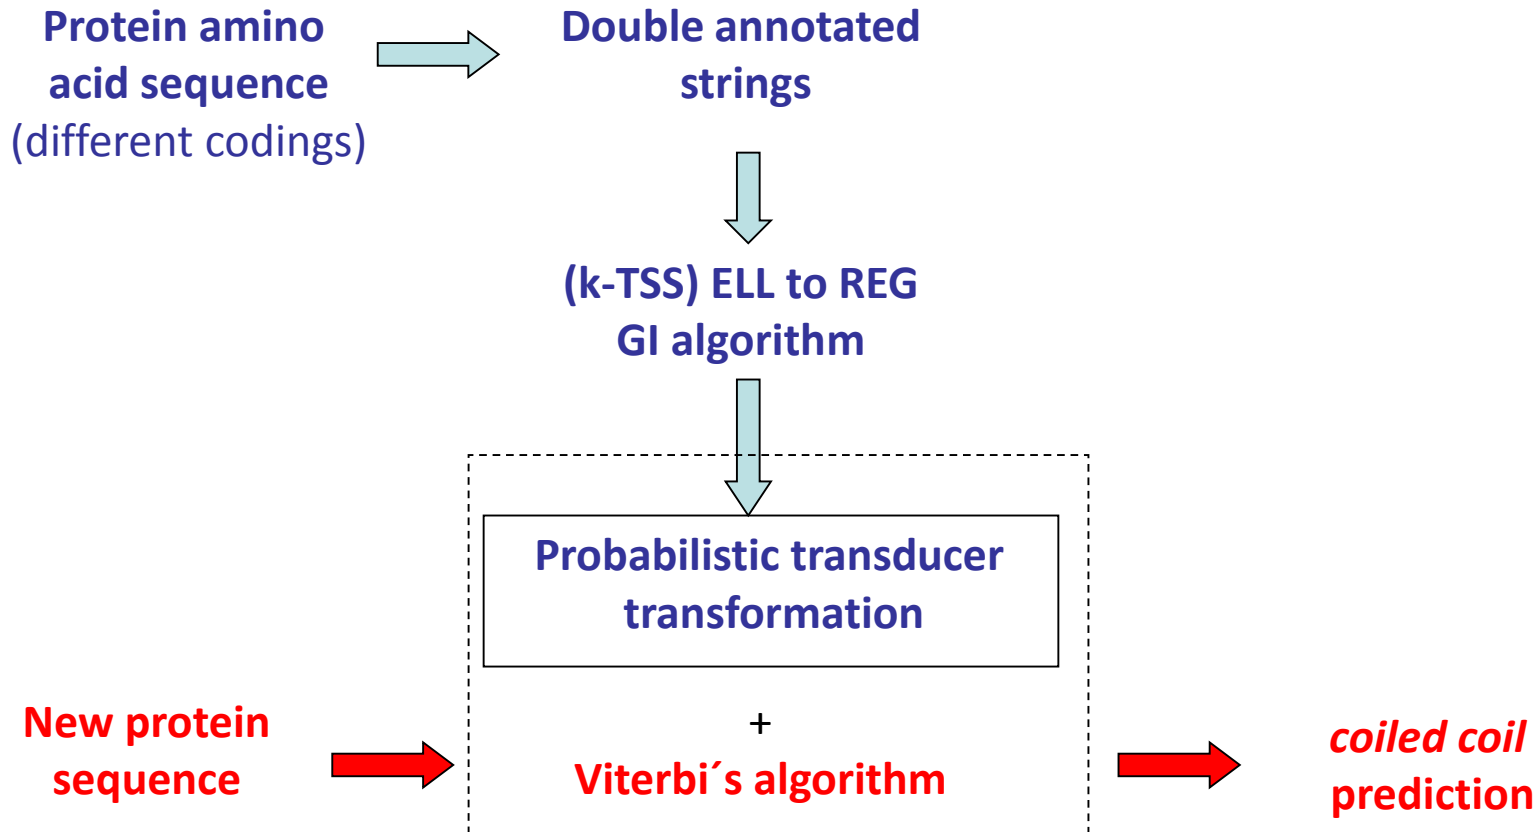 Protein amino
acid sequence
(different codings)
Double annotated
strings
(k-TSS) ELL to REG
GI algorithm
Probabilistic transducer
transformation
+
Viterbi´s algorithm
New protein
sequence
coiled coil
prediction